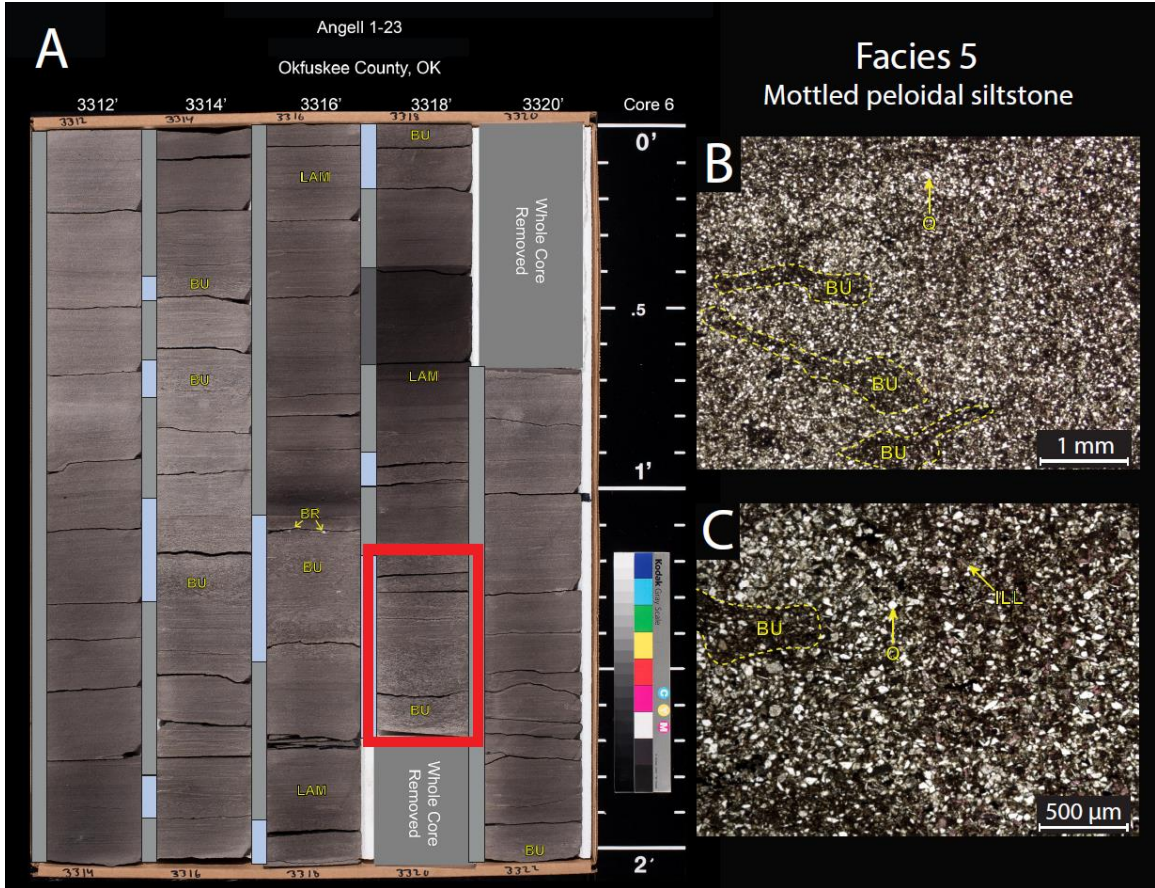 A
Angell 1-23
Okfuskee County, OK
3312' 3314' 3316' 3318' 3320' Core 6
3312 3314 3316 3318 3320
BU
LAM
BU
BU
LAM
BR
BU
BU
BU
LAM
BU
3314 3316 3318 3320 3322
Whole Core Removed
Whole Core Removed
0'
.5
1'
2'
Kodak Gray Scale
C
M
Facies 5
Mottled peloidal siltstone
B
Q
BU
BU
BU
1 mm
C
ILL
BU
Q
500 µm